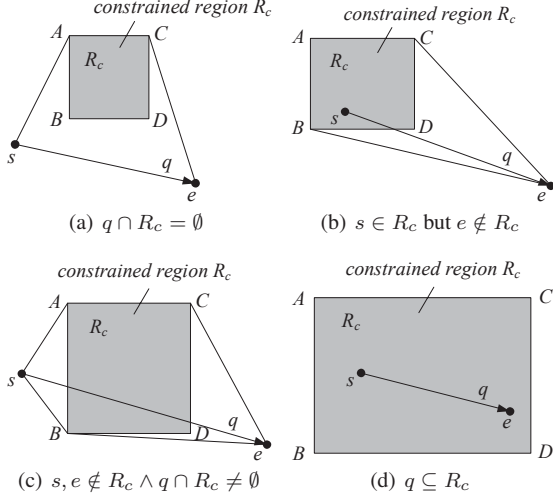 constrained region R_c
A
C
R_c
B
D
s
q
e
(a) q ∩ R_c = ∅
constrained region R_c
A
C
R_c
s
B
D
q
e
(b) s ∈ R_c but e ∉ R_c
constrained region R_c
A
C
R_c
s
q
B
D
e
(c) s, e ∉ R_c ∧ q ∩ R_c ≠ ∅
constrained region R_c
A
C
R_c
s
q
e
B
D
(d) q ⊆ R_c